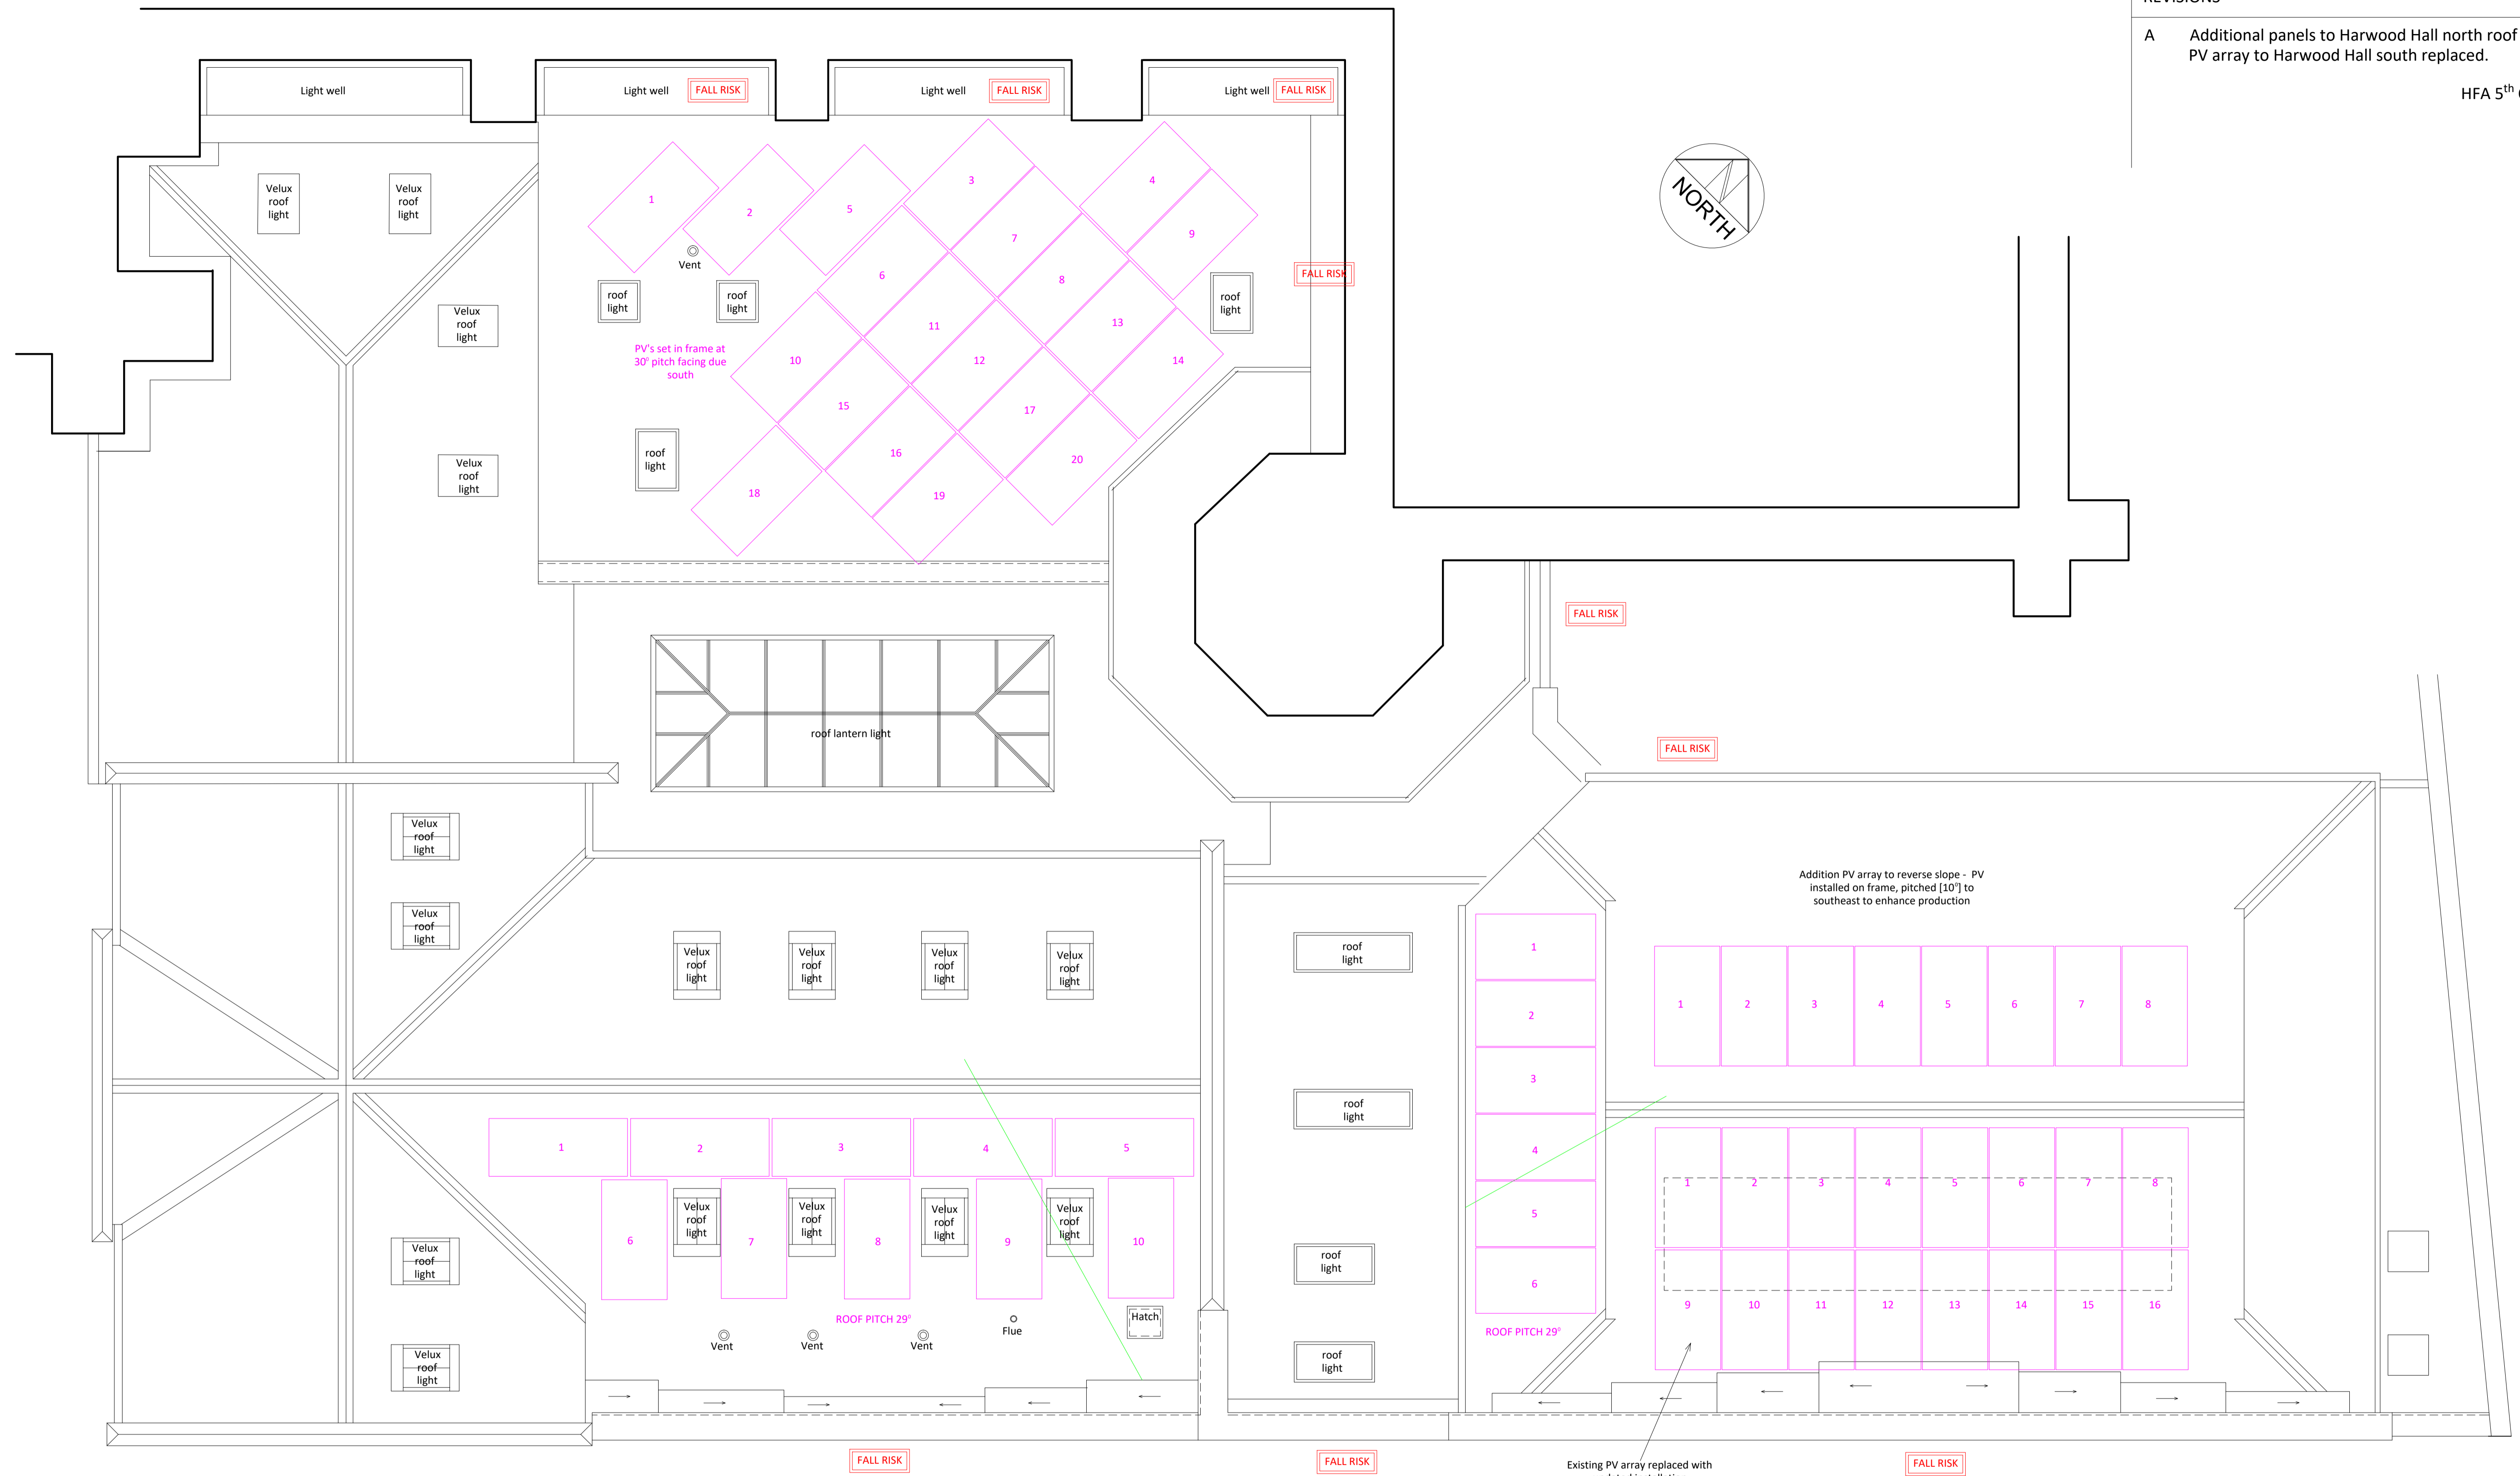 REVISIONS
A Additional panels to Harwood Hall north roof
PV array to Harwood Hall south replaced.
HFA 5th
Light well
Light well
FALL RISK
Light well
FALL RISK
Light well
FALL RISK
NORTH
Velux
roof
light
Velux
roof
light
Velux
roof
light
Velux
roof
light
1
2
5
3
4
7
9
6
8
11
13
10
12
14
15
17
16
20
18
19
Vent
roof
light
roof
light
roof
light
FALL RISK
PV's set in frame at
30° pitch facing due
south
roof
light
FALL RISK
FALL RISK
roof lantern light
Velux
roof
light
Velux
roof
light
Velux
roof
light
Velux
roof
light
Velux
roof
light
Velux
roof
light
roof
light
roof
light
roof
light
roof
light
Addition PV array to reverse slope - PV
installed on frame, pitched [10°] to
southeast to enhance production
1
2
3
4
5
6
ROOF PITCH 29°
1 2 3 4 5 6 7 8
1 2 3 4 5 6 7 8
9 10 11 12 13 14 15 16
1 2 3 4 5
Velux
roof
light
Velux
roof
light
Velux
roof
light
Velux
roof
light
6 7 8 9 10
Velux
roof
light
Velux
roof
light
ROOF PITCH 29°
Vent
Vent
Vent
Flue
Hatch
FALL RISK
FALL RISK
FALL RISK
Existing PV array replaced with
installation